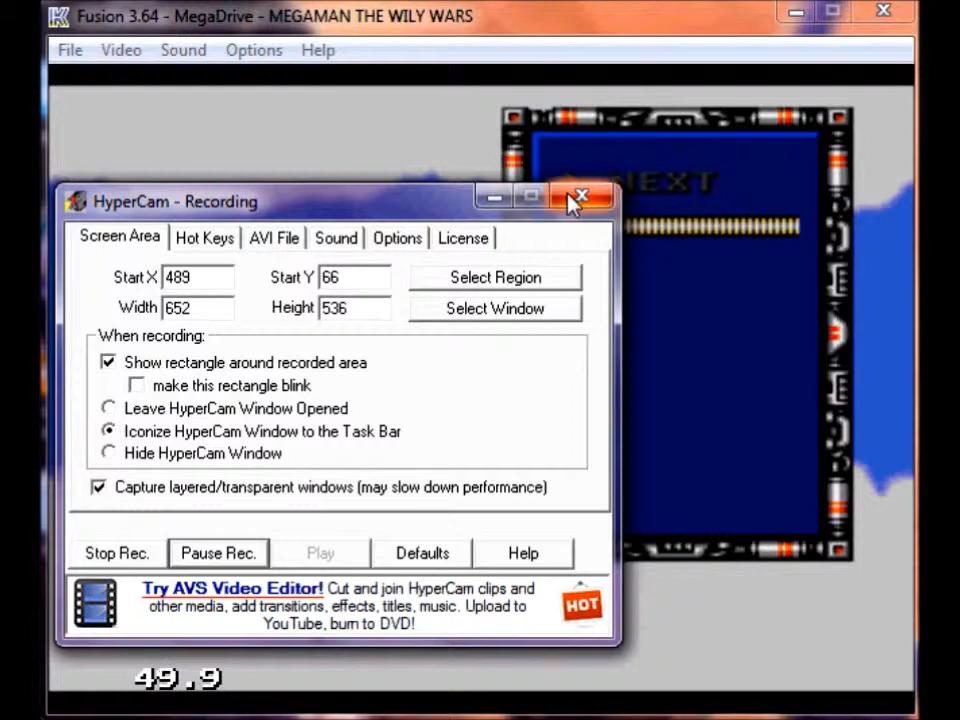 Fusion 3.64 - MegaDrive - MEGAMAN THE WILY WARS
File Video Sound Options Help
NEXT
HyperCam - Recording
Screen Area Hot Keys AVI File Sound Options License
Start X 489 Start Y 66 Select Region
Width 652 Height 536 Select Window
When recording:
Show rectangle around recorded area
make this rectangle blink
Leave HyperCam Window Opened
Iconize HyperCam Window to the Task Bar
Hide HyperCam Window
Capture layered/transparent windows (may slow down performance)
Stop Rec. Pause Rec. Play Defaults Help
Try AVS Video Editor! Cut and join HyperCam clips and
other media, add transitions, effects, titles, music. Upload to
YouTube, burn to DVD!
HOT
49.9